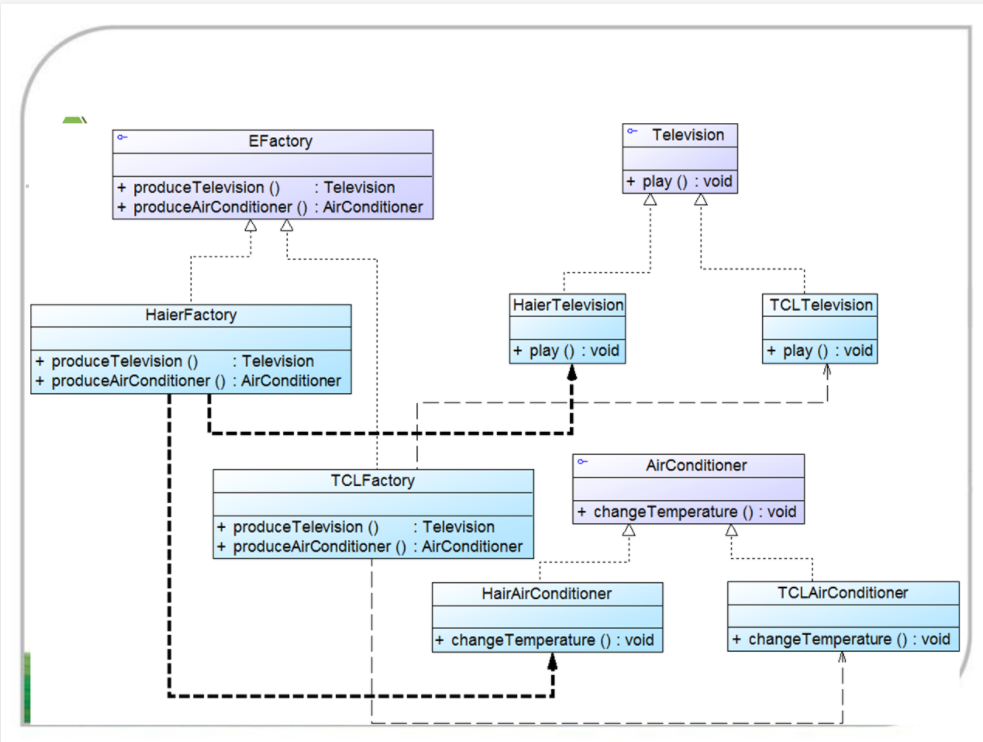 EFactory
+ produceTelevision () : Television
+ produceAirConditioner () : AirConditioner
Television
+ play () : void
HaierFactory
+ produceTelevision () : Television
+ produceAirConditioner () : AirConditioner
HaierTelevision
+ play () : void
TCLTelevision
+ play () : void
TCLFactory
+ produceTelevision () : Television
+ produceAirConditioner () : AirConditioner
AirConditioner
+ changeTemperature () : void
HairAirConditioner
+ changeTemperature () : void
TCLAirConditioner
+ changeTemperature () : void